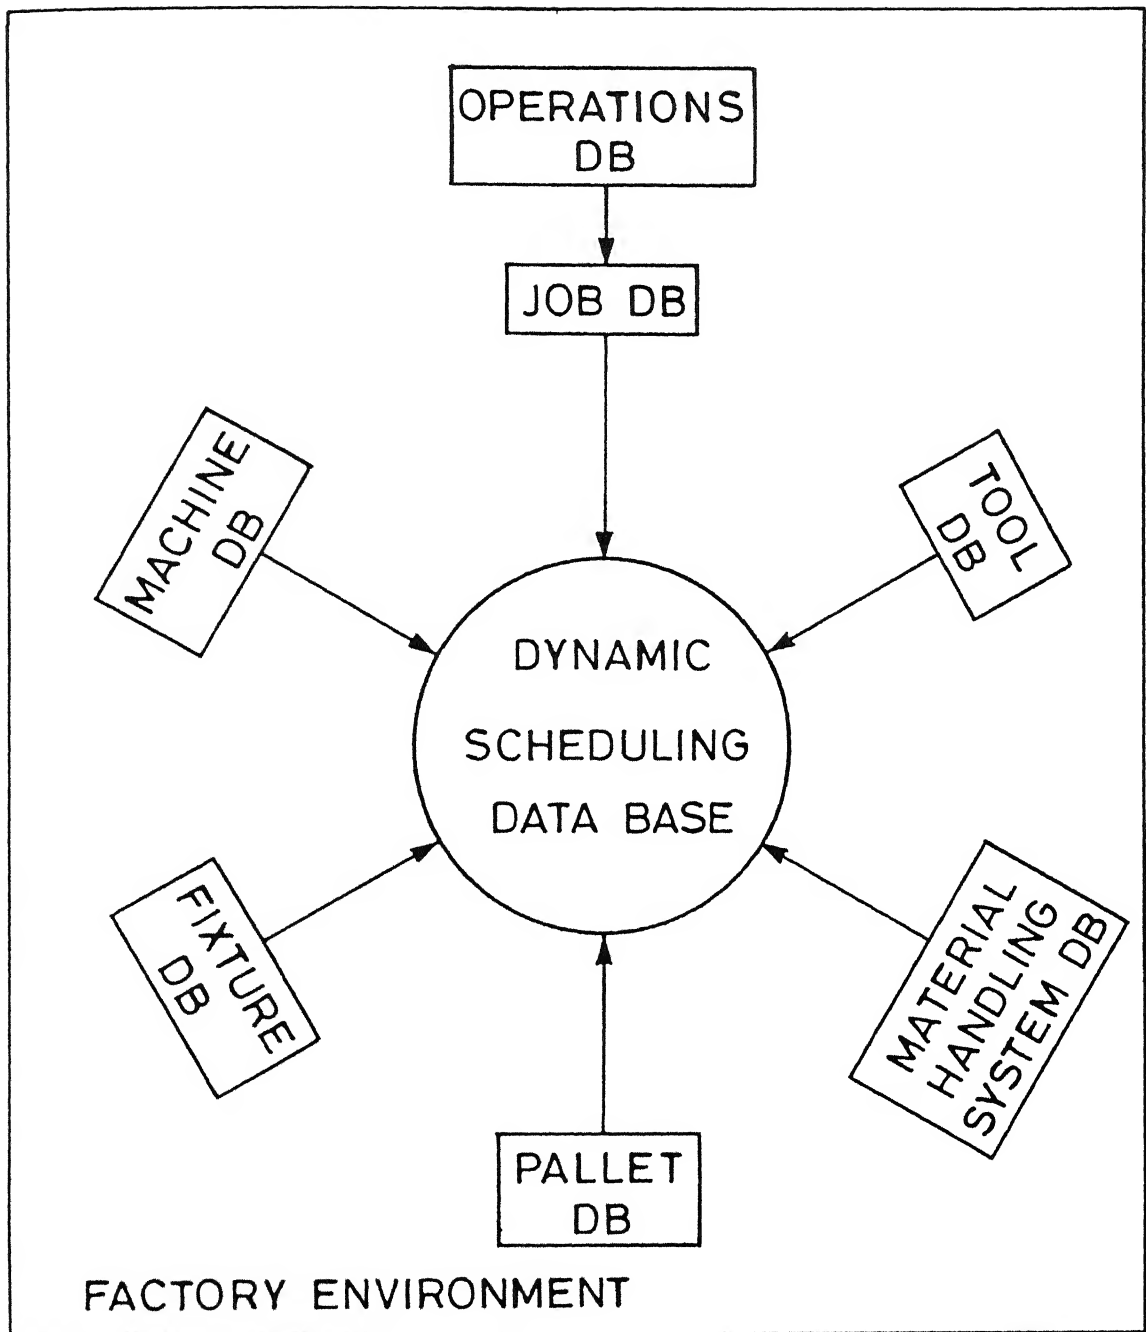 OPERATIONS
DB
JOB DB
MACHINE
DB
TOOL
DB
DYNAMIC
SCHEDULING
DATA BASE
FIXTURE
DB
MATERIAL
HANDLING
SYSTEM DB
PALLET
DB
FACTORY ENVIRONMENT